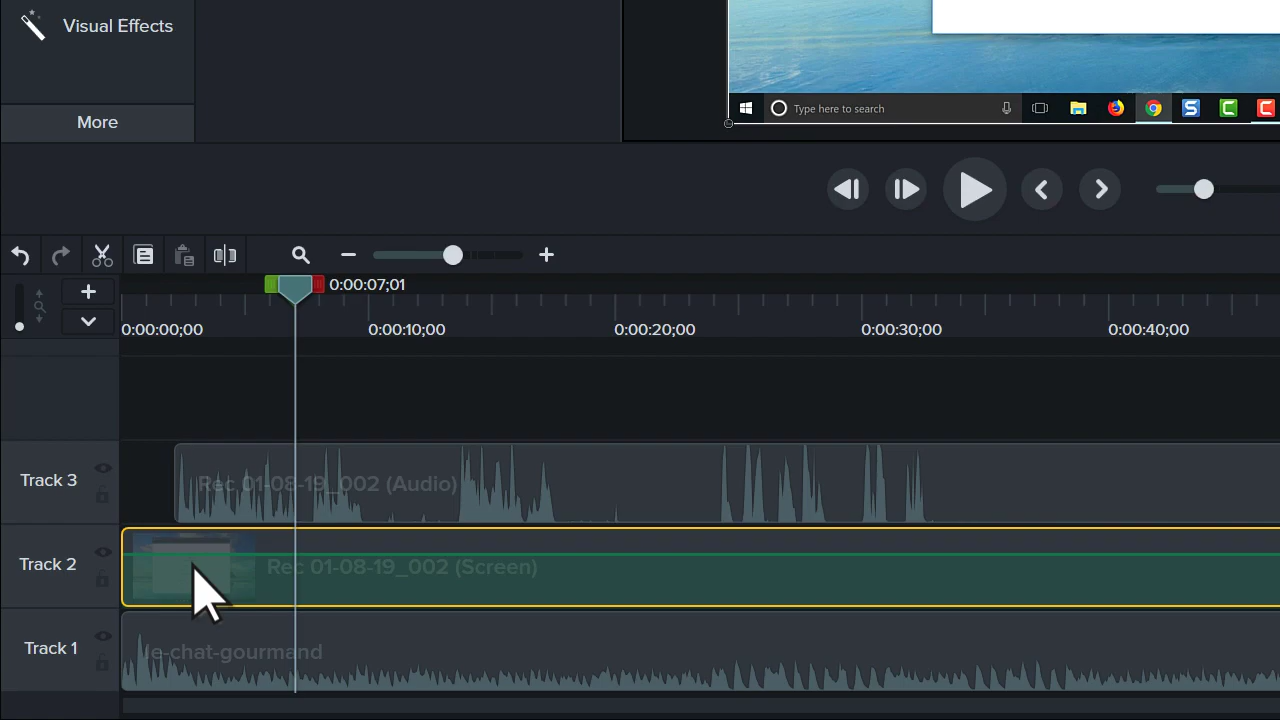 Visual Effects
More
Type here to search
0:00:07;01
0:00:00;00
0:00:10;00
0:00:20;00
0:00:30;00
0:00:40;00
Track 3
Rec 01-08-19_002 (Audio)
Track 2
Rec 01-08-19_002 (Screen)
Track 1
le-chat-gourmand